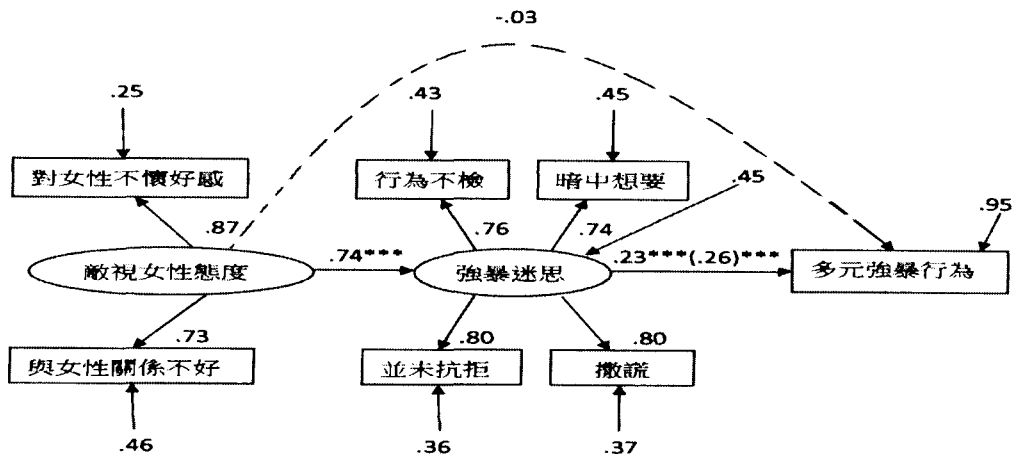 -.03
.25
.43
.45
對女性不懷好感
行為不檢
暗中想要
.45
.95
.87
.76
.74
敵視女性態度
.74***
強暴迷思
.23***(.26)***
多元強暴行為
.73
.80
.80
與女性關係不好
並未抗拒
撒謊
.46
.36
.37